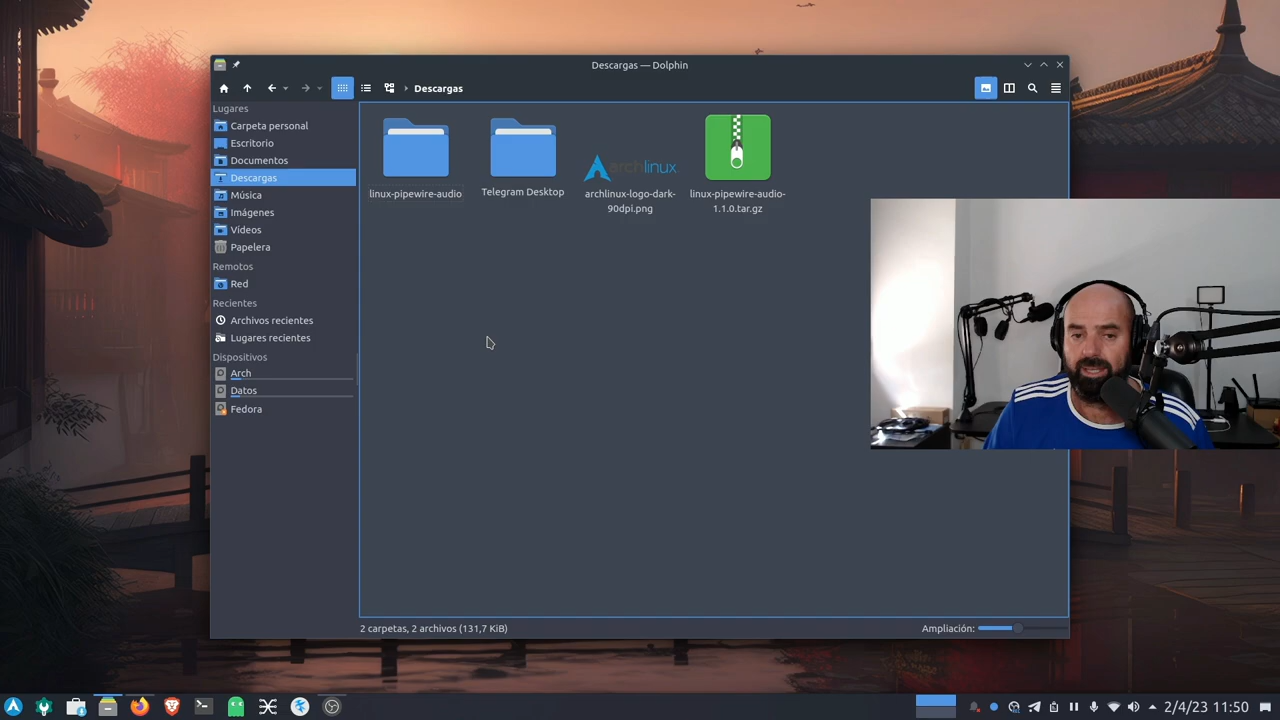 Descargas — Dolphin
Descargas
Lugares
Carpeta personal
Escritorio
Documentos
Descargas
Música
Imágenes
Vídeos
Papelera
Remotos
Red
Recientes
Archivos recientes
Lugares recientes
Dispositivos
Arch
Datos
Fedora
linux-pipewire-audio
Telegram Desktop
archlinux
archlinux-logo-dark-
90dpi.png
linux-pipewire-audio-
1.1.0.tar.gz
2 carpetas, 2 archivos (131,7 KiB)
Ampliación:
2/4/23 11:50